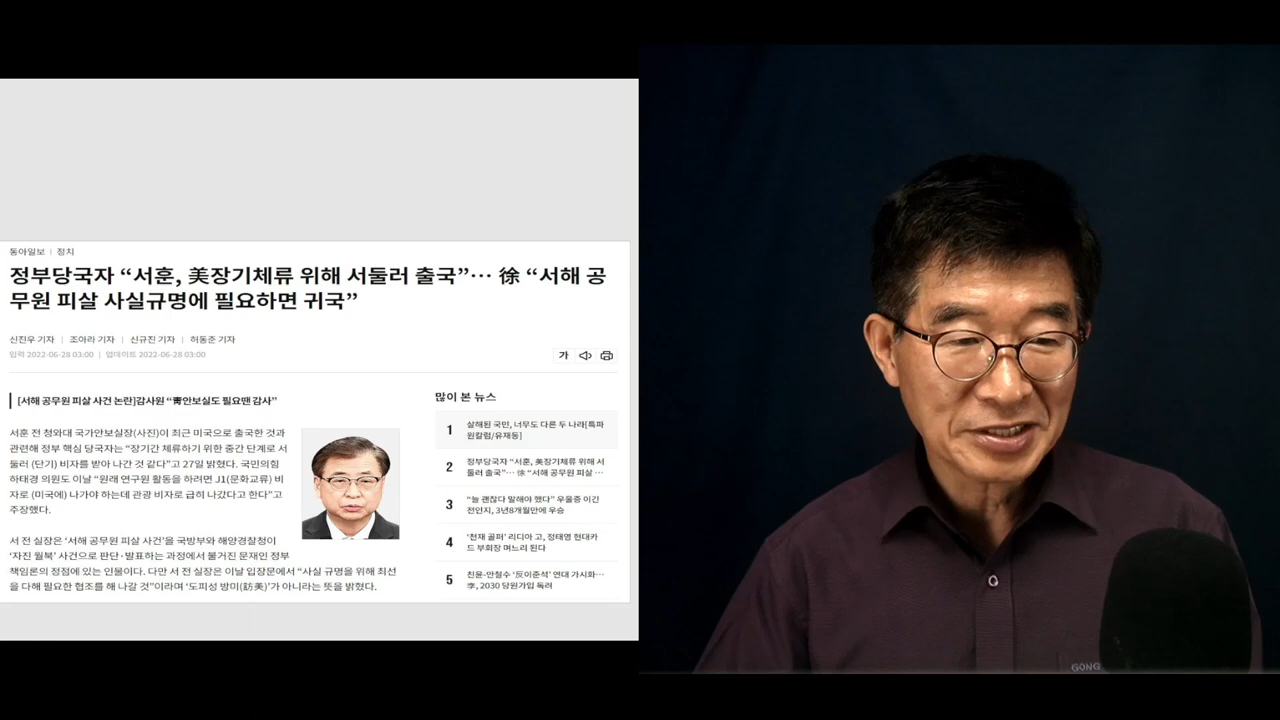 동아일보 | 정치
정부당국자 “서훈, 美장기체류 위해 서둘러 출국”… 徐 “서해 공
무원 피살 사실규명에 필요하면 귀국”
신진우 기자 | 조아라 기자 | 신규진 기자 | 허동준 기자
입력 2022-06-28 03:00 | 업데이트 2022-06-28 03:00
가
[서해 공무원 피살 사건 논란]감사원 “靑안보실도 필요땐 감사”
서훈 전 청와대 국가안보실장(사진)이 최근 미국으로 출국한 것과
관련해 정부 핵심 당국자는 “장기간 체류하기 위한 중간 단계로 서
둘러 (단기) 비자를 받아 나간 것 같다”고 27일 밝혔다. 국민의힘
하태경 의원도 이날 “원래 연구원 활동을 하려면 J1(문화교류) 비
자로 (미국에) 나가야 하는데 관광 비자로 급히 나갔다고 한다”고
주장했다.
서 전 실장은 ‘서해 공무원 피살 사건’을 국방부와 해양경찰청이
‘자진 월북’ 사건으로 판단·발표하는 과정에서 불거진 문재인 정부
책임론의 정점에 있는 인물이다. 다만 서 전 실장은 이날 입장문에서 “사실 규명을 위해 최선
을 다해 필요한 협조를 해 나갈 것”이라며 ‘도피성 방미(訪美)’가 아니라는 뜻을 밝혔다.
많이 본 뉴스
1 살해된 국민, 너무도 다른 두 나라[특파
원칼럼/유재동]
2 정부당국자 “서훈, 美장기체류 위해 서
둘러 출국”… 徐 “서해 공무원 피살 …
3 “늘 괜찮다 말해야 했다” 우울증 이긴
전인지, 3년8개월만에 우승
4 ‘천재 골퍼’ 리디아 고, 정태영 현대카
드 부회장 며느리 된다
5 친윤-안철수 ‘反이준석’ 연대 가시화…
李, 2030 당원가입 독려
GONG